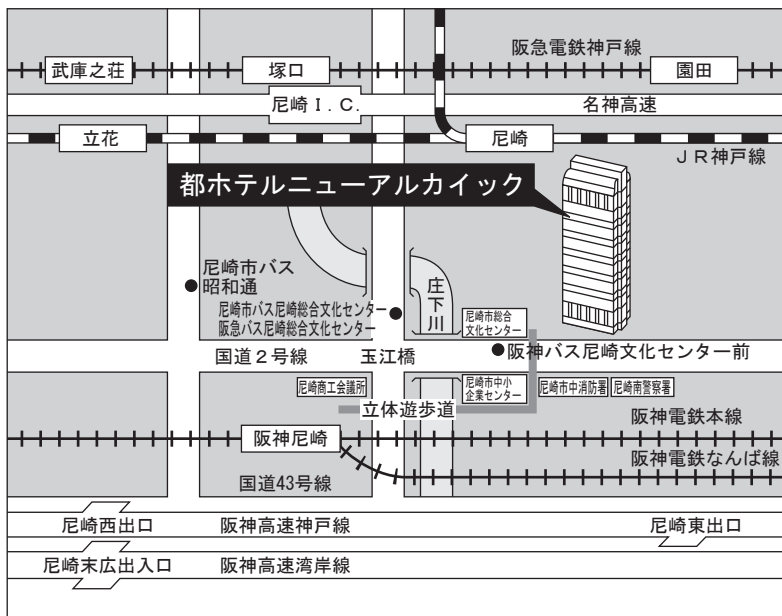 阪急電鉄神戸線
武庫之荘
塚口
園田
尼崎Ⅰ.C.
名神高速
立花
尼崎
JR神戸線
都ホテルニューアルカイック
尼崎市バス
昭和通
尼崎市バス尼崎総合文化センター
阪急バス尼崎総合文化センター
庄下川
尼崎市総合
文化センター
国道2号線
玉江橋
阪神バス尼崎文化センター前
尼崎商工会議所
尼崎市中小
企業センター
尼崎市中消防署
尼崎南警察署
立体遊歩道
阪神電鉄本線
阪神尼崎
阪神電鉄なんば線
国道43号線
尼崎西出口
阪神高速神戸線
尼崎東出口
尼崎末広出入口
阪神高速湾岸線